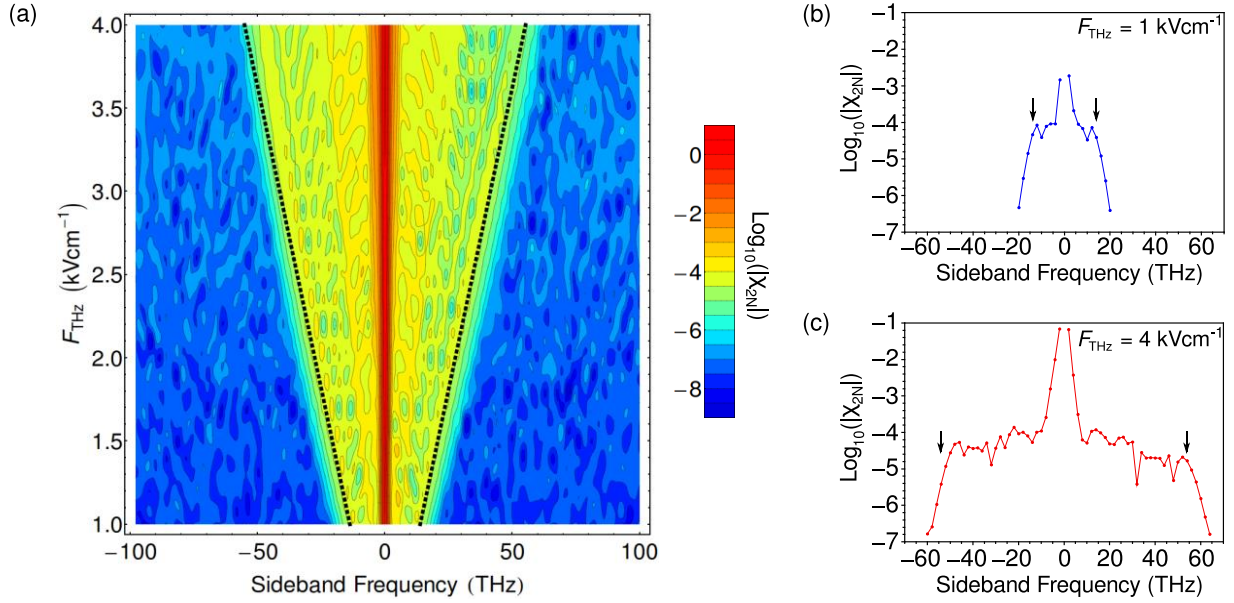 (a)
4.0
3.5
3.0
2.5
2.0
1.5
1.0
F_THz (kVcm⁻¹)
−100
−50
0
50
100
Sideband Frequency (THz)
0
−2
−4
−6
−8
Log₁₀(|χ₂ₙ|)
(b)
F_THz = 1 kVcm⁻¹
−1
−2
−3
−4
−5
−6
−7
Log₁₀(|χ₂ₙ|)
−60 −40 −20 0 20 40 60
Sideband Frequency (THz)
(c)
F_THz = 4 kVcm⁻¹
−1
−2
−3
−4
−5
−6
−7
Log₁₀(|χ₂ₙ|)
−60 −40 −20 0 20 40 60
Sideband Frequency (THz)